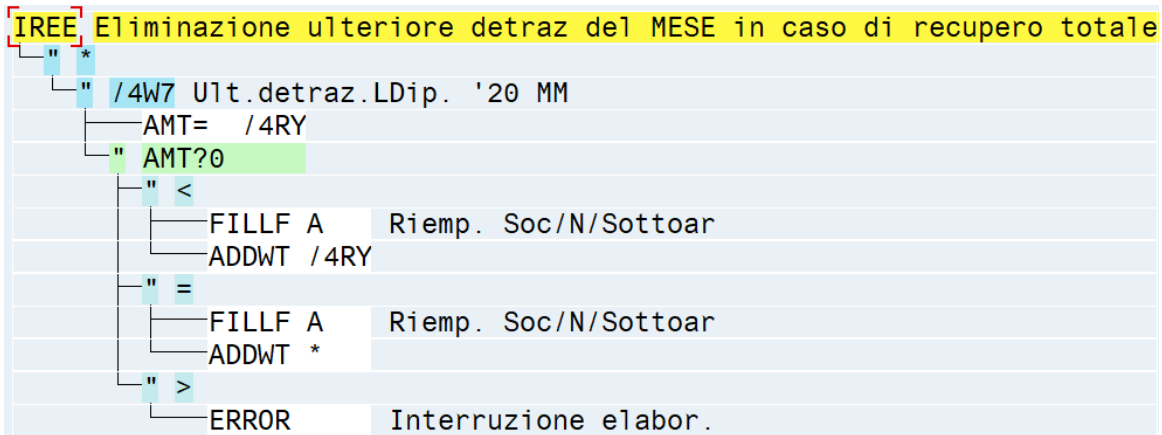 IREE Eliminazione ulteriore detraz del MESE in caso di recupero totale
" *
" /4W7 Ult.detraz.LDip. '20 MM
AMT= /4RY
" AMT?0
" <
FILLF A Riemp. Soc/N/Sottoar
ADDWT /4RY
" =
FILLF A Riemp. Soc/N/Sottoar
ADDWT *
" >
ERROR Interruzione elabor.